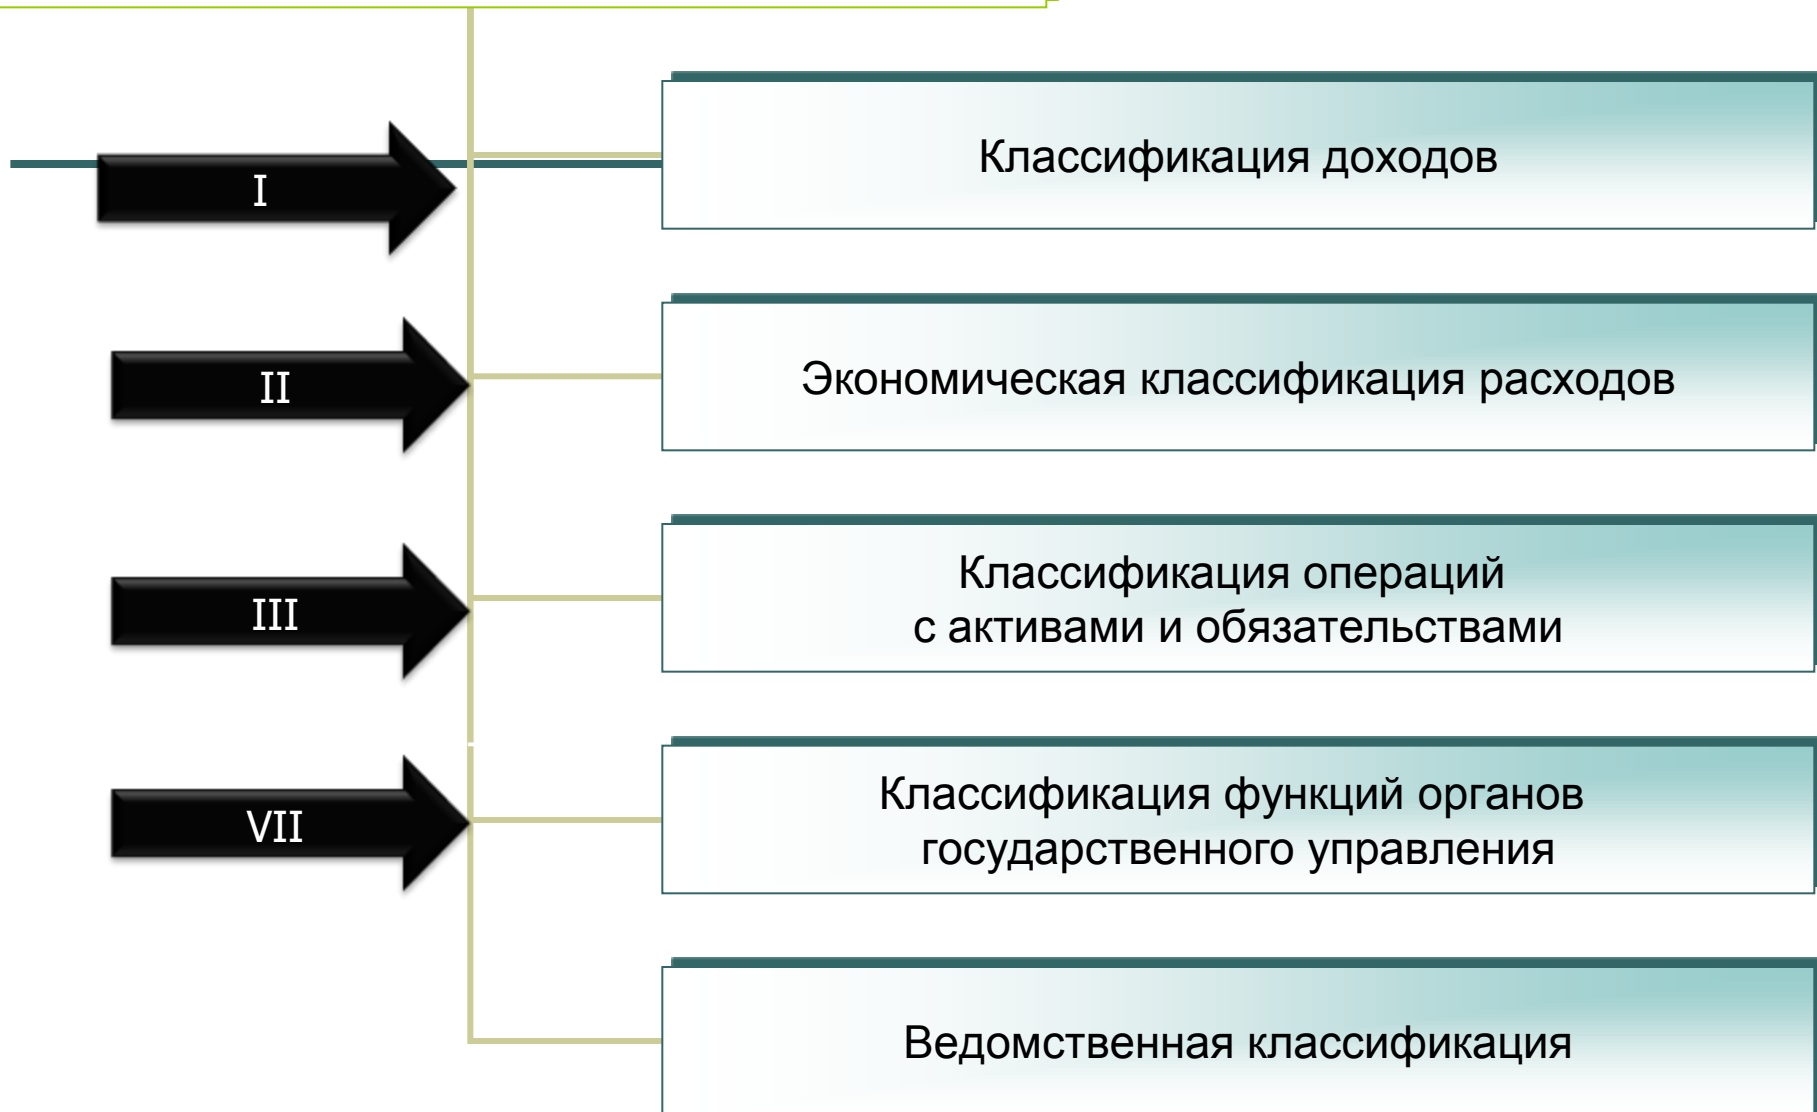 I
Классификация доходов
II
Экономическая классификация расходов
III
Классификация операций
с активами и обязательствами
VII
Классификация функций органов
государственного управления
Ведомственная классификация